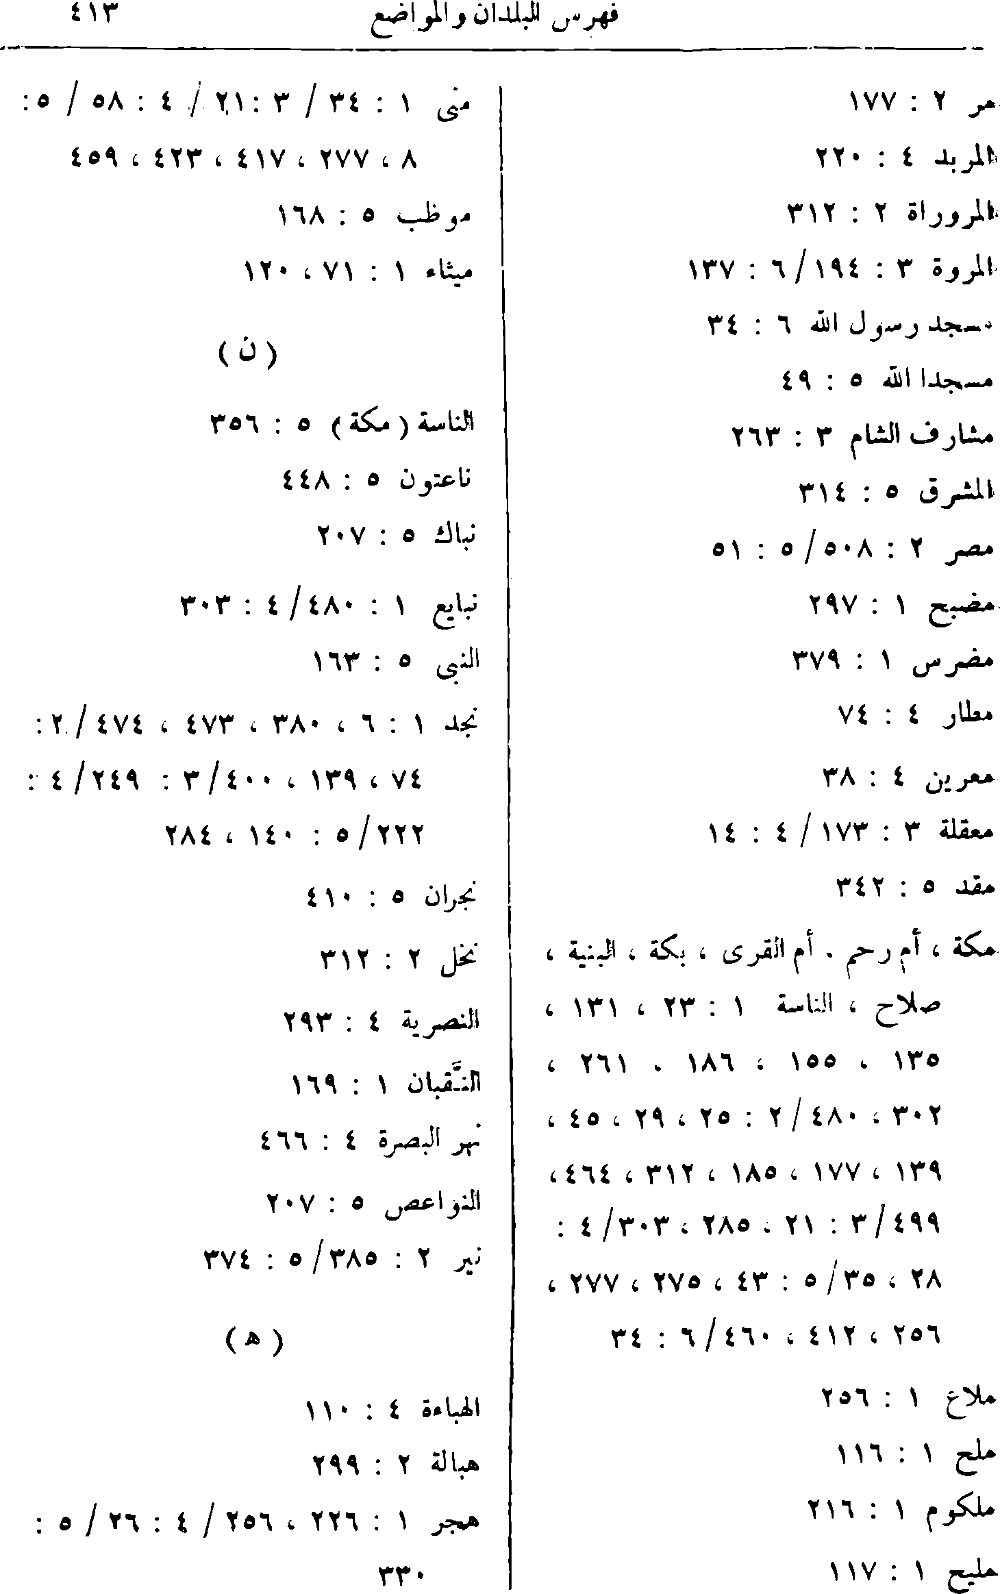 فهرس البلدان والمواضع ٤١٣
مر ٢ : ١٧٧
المربد ٤ : ٢٢٠
المروراة ٢ : ٣١٢
المروة ٣ : ١٩٤/ ٦ : ١٣٧
مسجد رسول الله ٦ : ٣٤
مسجدا الله ٥ : ٤٩
مشارف الشام ٣ : ٢٦٣
المشرق ٥ : ٣١٤
مصر ٢ : ٥٠٨/ ٥ : ٥١
مضبح ١ : ٢٩٧
مضرس ١ : ٣٧٩
مطار ٤ : ٧٤
معرين ٤ : ٣٨
معقلة ٣ : ١٧٣/ ٤ : ١٤
مقد ٥ : ٣٤٢
مكة ، أم رحم . أم القرى ، بكة ، البنية ،
صلاح ، الناسة ١ : ٢٣ ، ١٣١ ،
١٣٥ ، ١٥٥ ، ١٨٦ ، ٢٦١ ،
٣٠٢ ، ٤٨٠/ ٢ : ٢٥ ، ٢٩ ، ٤٥ ،
١٣٩ ، ١٧٧ ، ١٨٥ ، ٣١٢ ، ٤٦٤ ،
٤٩٩/ ٣ : ٢١ ، ٢٨٥ ، ٣٠٣/ ٤ :
٢٨ ، ٣٥/ ٥ : ٤٣ ، ٢٧٥ ، ٢٧٧ ،
٢٥٦ ، ٤١٢ ، ٤٦٠/ ٦ : ٣٤
ملاع ١ : ٢٥٦
ملح ١ : ١١٦
ملكوم ١ : ٢١٦
مليح ١ : ١١٧
منى ١ : ٣٤ / ٣ : ٢١ / ٤ : ٥٨ / ٥ :
٨ ، ٢٧٧ ، ٤١٧ ، ٤٢٣ ، ٤٥٩
موظب ٥ : ١٦٨
ميثاء ١ : ٧١ ، ١٢٠
( ن )
الناسة ( مكة ) ٥ : ٣٥٦
ناعتون ٥ : ٤٤٨
نباك ٥ : ٢٠٧
نبايع ١ : ٤٨٠/ ٤ : ٣٠٣
النبى ٥ : ١٦٣
نجد ١ : ٦ ، ٣٨٠ ، ٤٧٣ ، ٤٧٤ / ٢ :
٧٤ ، ١٣٩ ، ٤٠٠/ ٣ : ٢٤٩/ ٤ :
٢٢٢/ ٥ : ١٤٠ ، ٢٨٤
نجران ٥ : ٤١٠
نخل ٢ : ٣١٢
النصرية ٤ : ٢٩٣
النَّقبان ١ : ١٦٩
نهر البصرة ٤ : ٤٦٦
النواعص ٥ : ٢٠٧
نير ٢ : ٣٨٥/ ٥ : ٣٧٤
( ه )
الهباءة ٤ : ١١٠
هبالة ٢ : ٢٩٩
هجر ١ : ٢٢٦ ، ٢٥٦ / ٤ : ٢٦ / ٥ :
٣٣٠